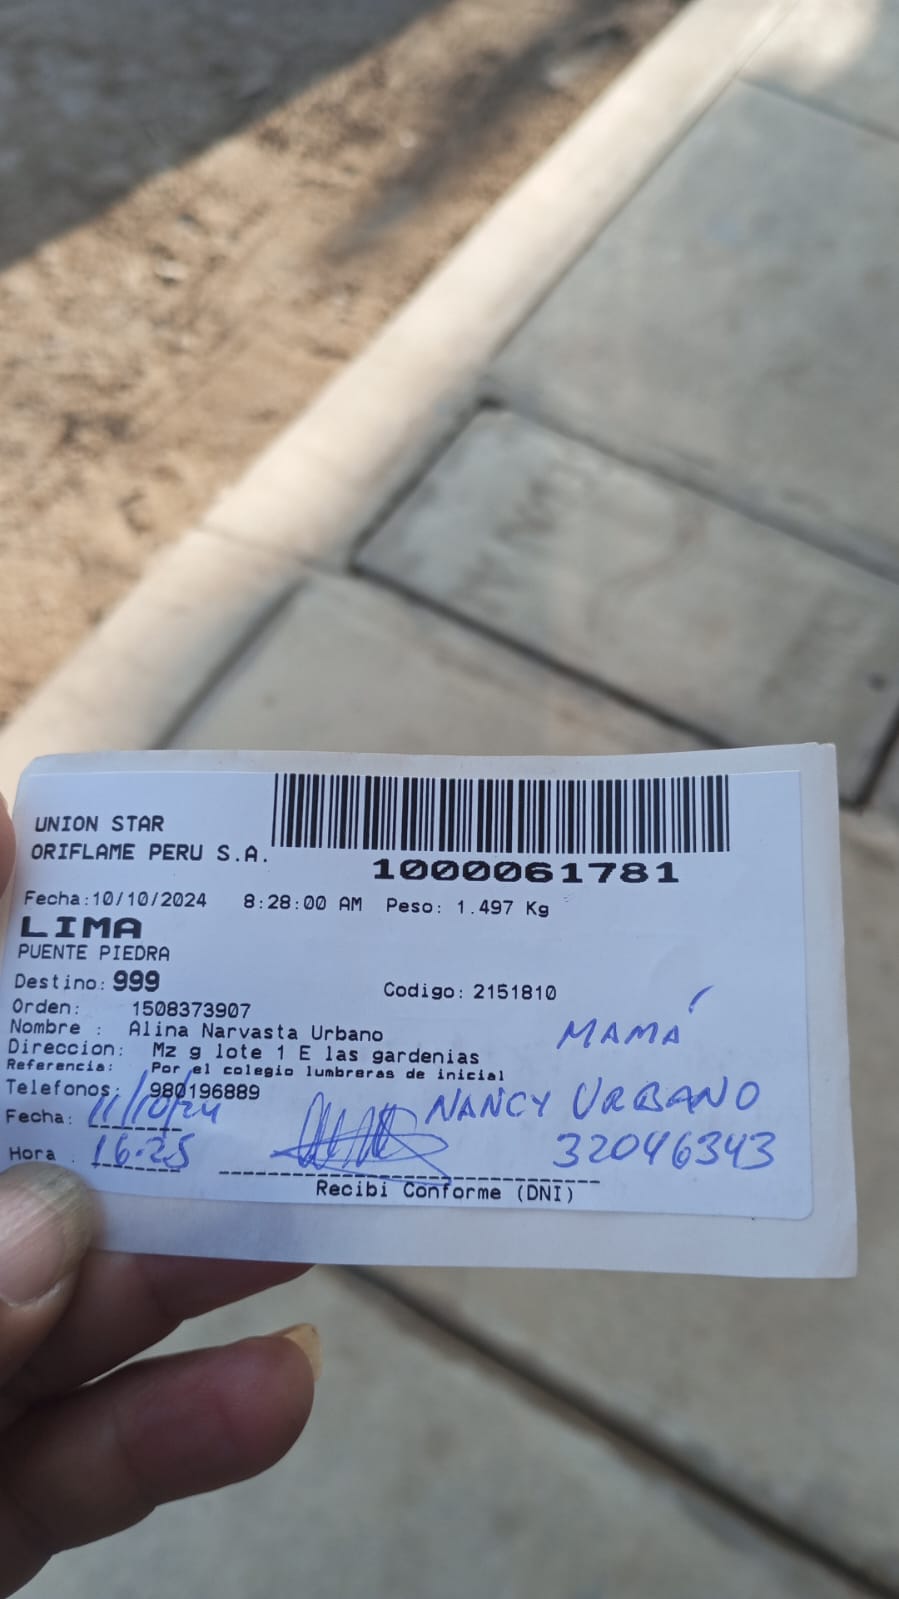 UNION STAR
ORIFLAME PERU S.A.
1000061781
Fecha:10/10/2024 8:28:00 AM Peso: 1.497 Kg
LIMA
PUENTE PIEDRA
Destino: 999 Codigo: 2151810
Orden: 1508373907
Nombre : Alina Narvasta Urbano
MAMÁ
Direccion: Mz g lote 1 E las gardenias
Referencia: Por el colegio lumbreras de inicial
Telefonos: 980196889
NANCY URBANO
Fecha: 11/10/24
Hora : 16:25
32046343
Recibi Conforme (DNI)